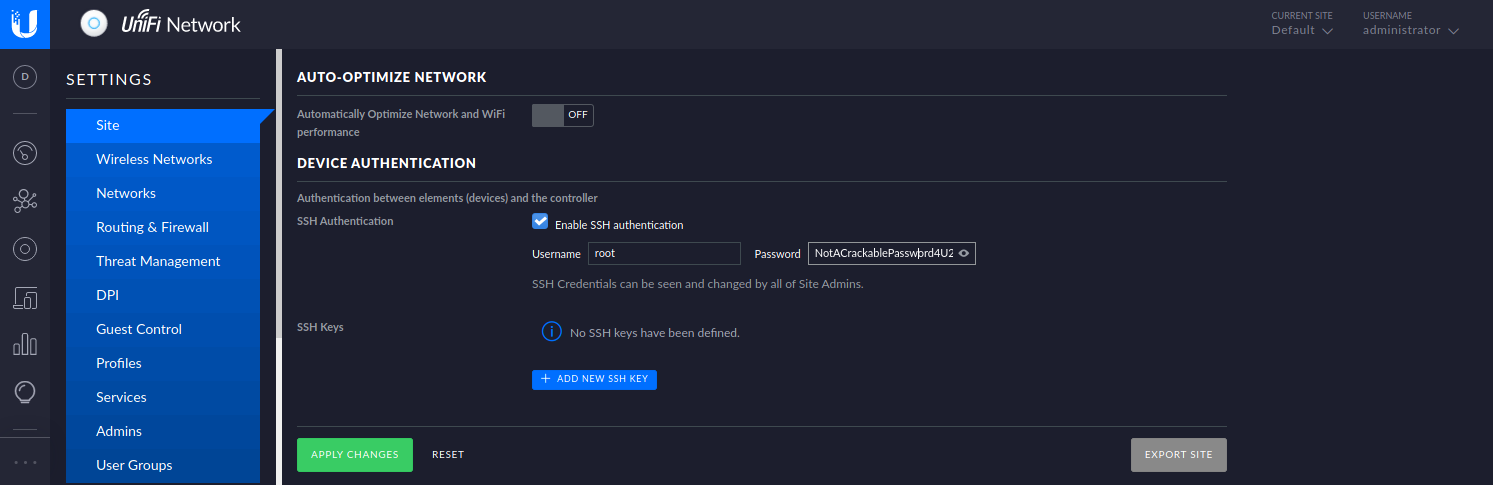 UniFi Network
CURRENT SITE
Default
USERNAME
administrator
D
SETTINGS
Site
Wireless Networks
Networks
Routing & Firewall
Threat Management
DPI
Guest Control
Profiles
Services
Admins
User Groups
AUTO-OPTIMIZE NETWORK
Automatically Optimize Network and WiFi
performance
OFF
DEVICE AUTHENTICATION
Authentication between elements (devices) and the controller
SSH Authentication
Enable SSH authentication
Username root Password NotACrackablePassword4U2
SSH Credentials can be seen and changed by all of Site Admins.
SSH Keys
No SSH keys have been defined.
+ ADD NEW SSH KEY
APPLY CHANGES RESET EXPORT SITE